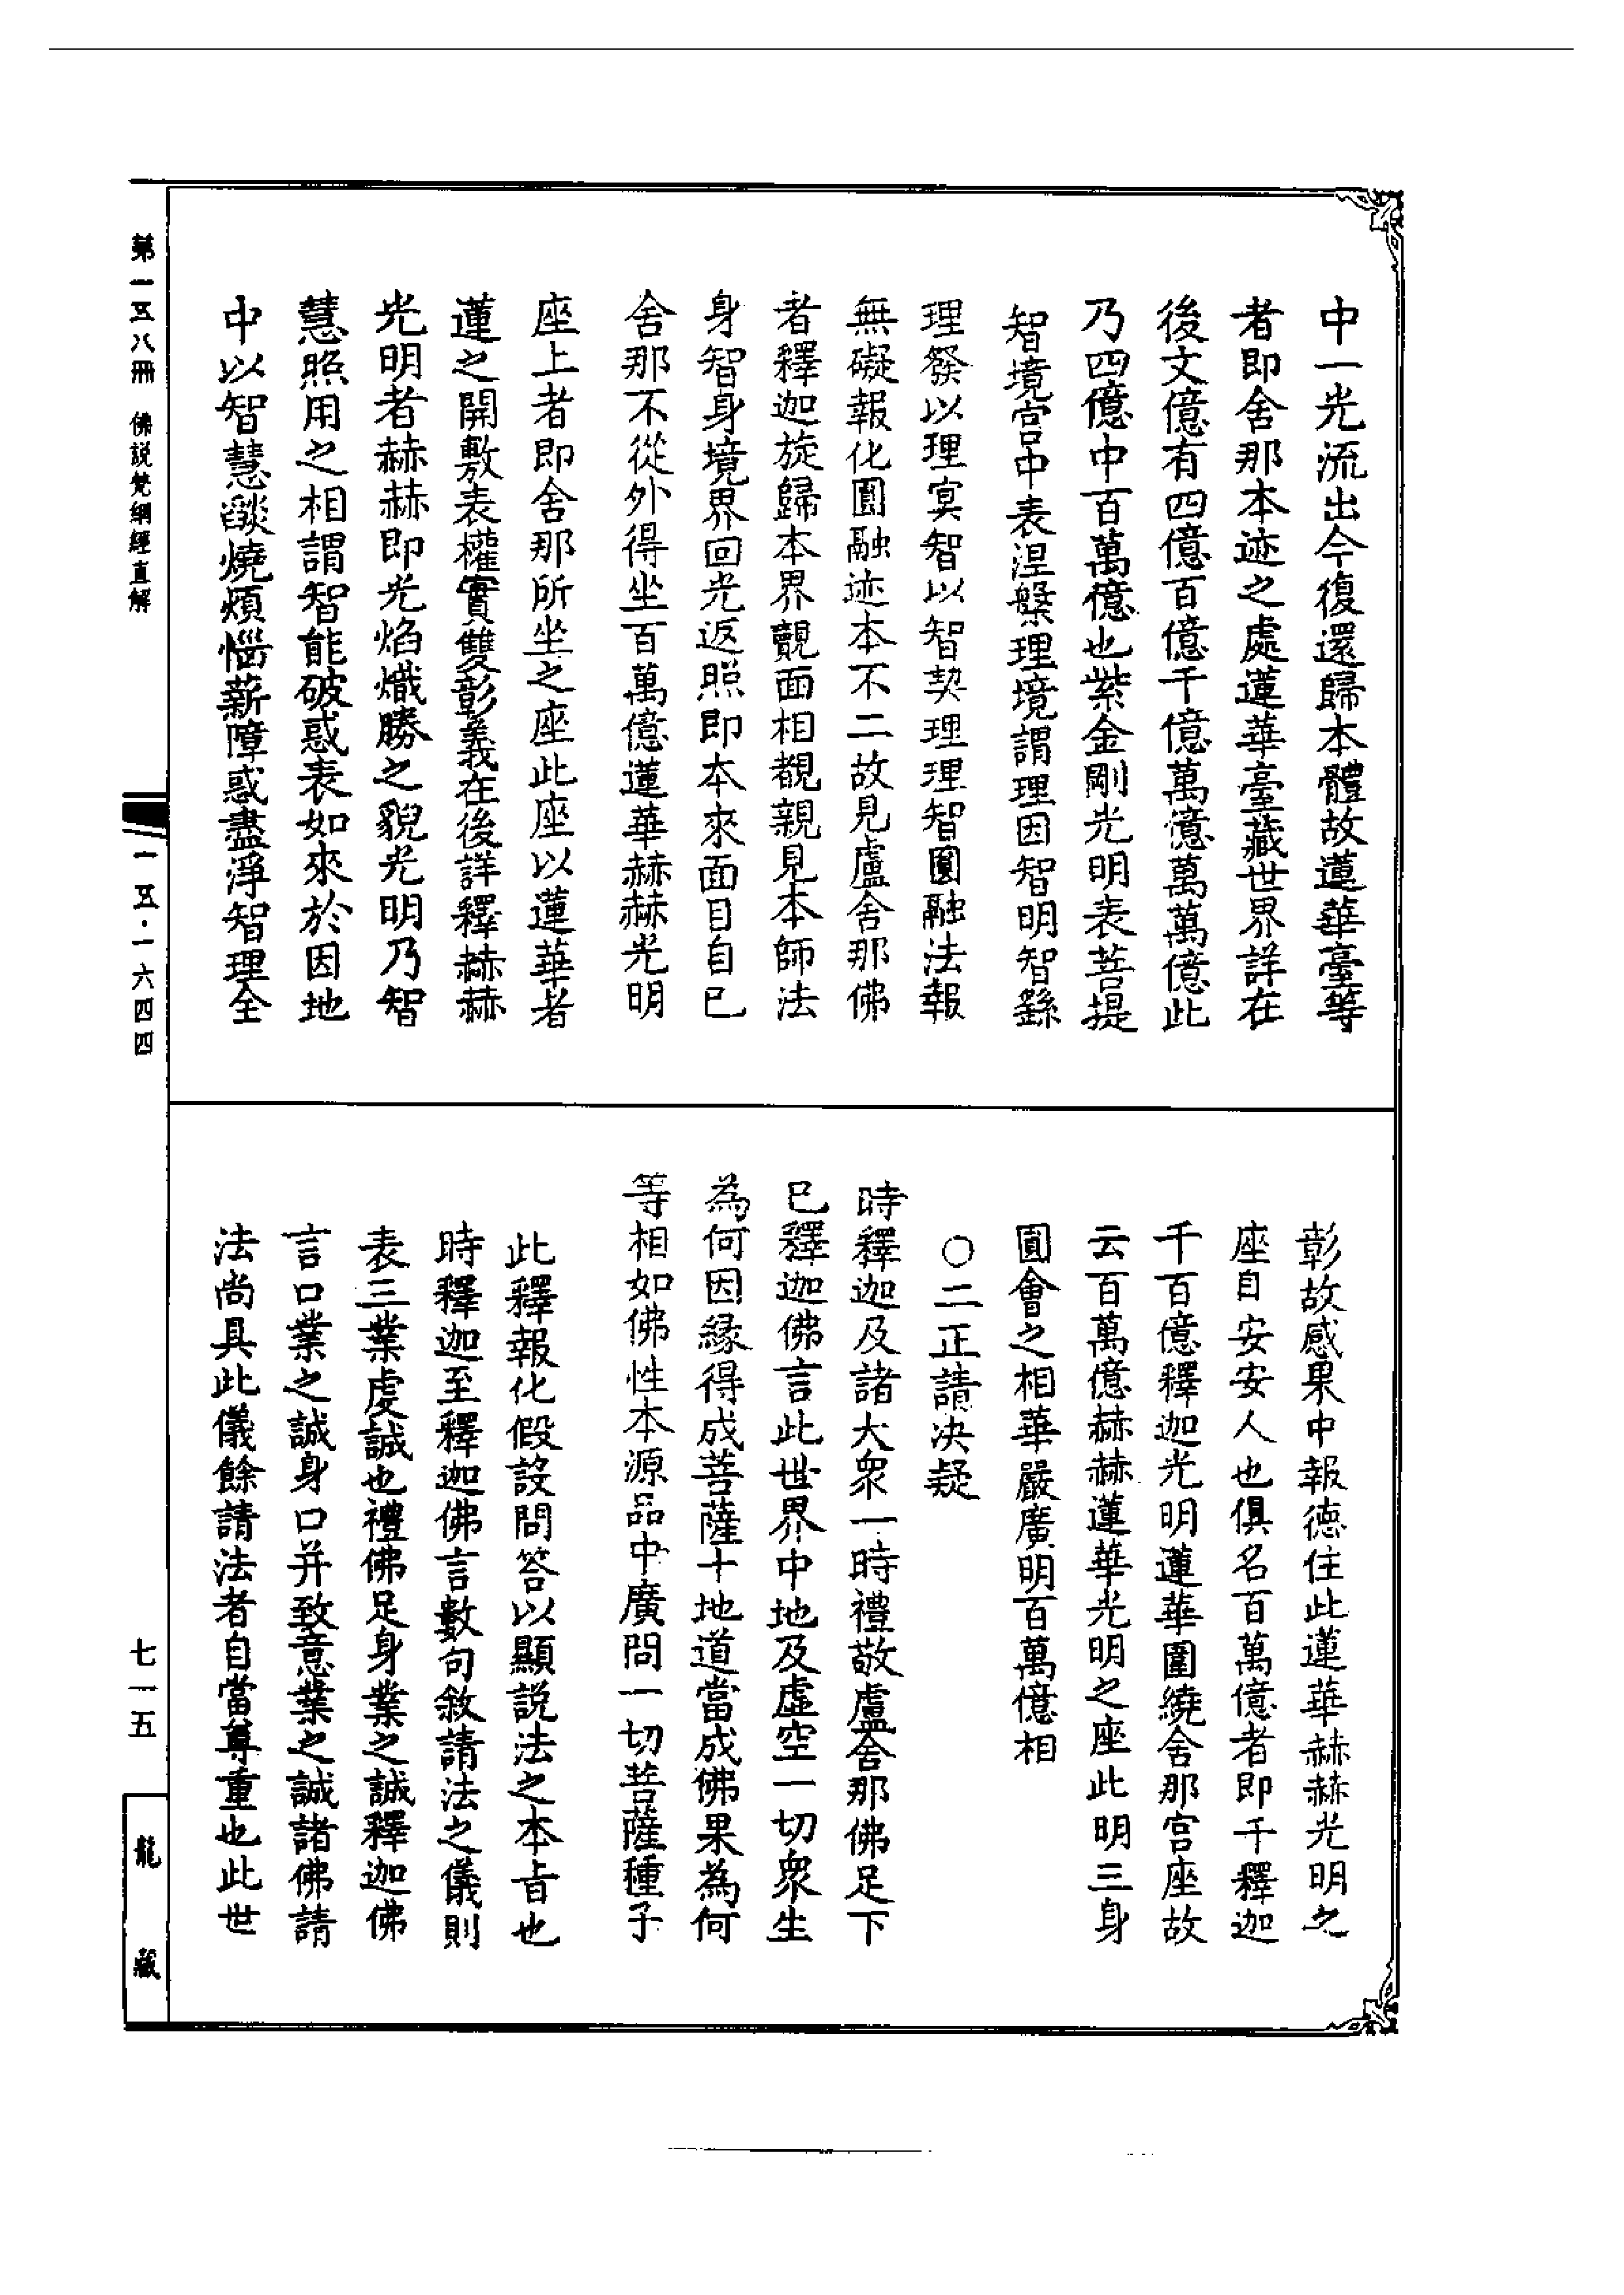 中一光流出今復還歸本體故蓮華臺等
者即舍那本迹之處蓮華臺藏世界詳在
後文億有四億百億千億萬億萬萬億此
乃四億中百萬億也紫金剛光明表菩提
智境宮中表涅槃理境謂理因智明智繇
理發以理冥智以智契理理智圓融法報
無礙報化圓融迹本不二故見盧舍那佛
者釋迦旋歸本界覿面相覩親見本師法
身智身境界回光返照即本來面目自己
舍那不從外得坐百萬億蓮華赫赫光明
座上者即舍那所坐之座此座以蓮華者
蓮之開敷表權實雙彰義在後詳釋赫赫
光明者赫赫即光焰熾勝之貌光明乃智
慧照用之相謂智能破惑表如來於因地
中以智慧燄燒煩惱薪障惑盡淨智理全
彰故感果中報德住此蓮華赫赫光明之
座自安安人也俱名百萬億者即千釋迦
千百億釋迦光明蓮華圍繞舍那宮座故
云百萬億赫赫蓮華光明之座此明三身
圓會之相華嚴廣明百萬億相
○二正請決疑
時釋迦及諸大眾一時禮敬盧舍那佛足下
已釋迦佛言此世界中地及虛空一切眾生
為何因緣得成菩薩十地道當成佛果為何
等相如佛性本源品中廣問一切菩薩種子
此釋報化假設問答以顯說法之本旨也
時釋迦至釋迦佛言數句敘請法之儀則
表三業虔誠也禮佛足身業之誠釋迦佛
言口業之誠身口并致意業之誠諸佛請
法尚具此儀餘請法者自當尊重也此世
第一五八冊 佛說梵網經直解
一五·一六四四
七一五
龍藏